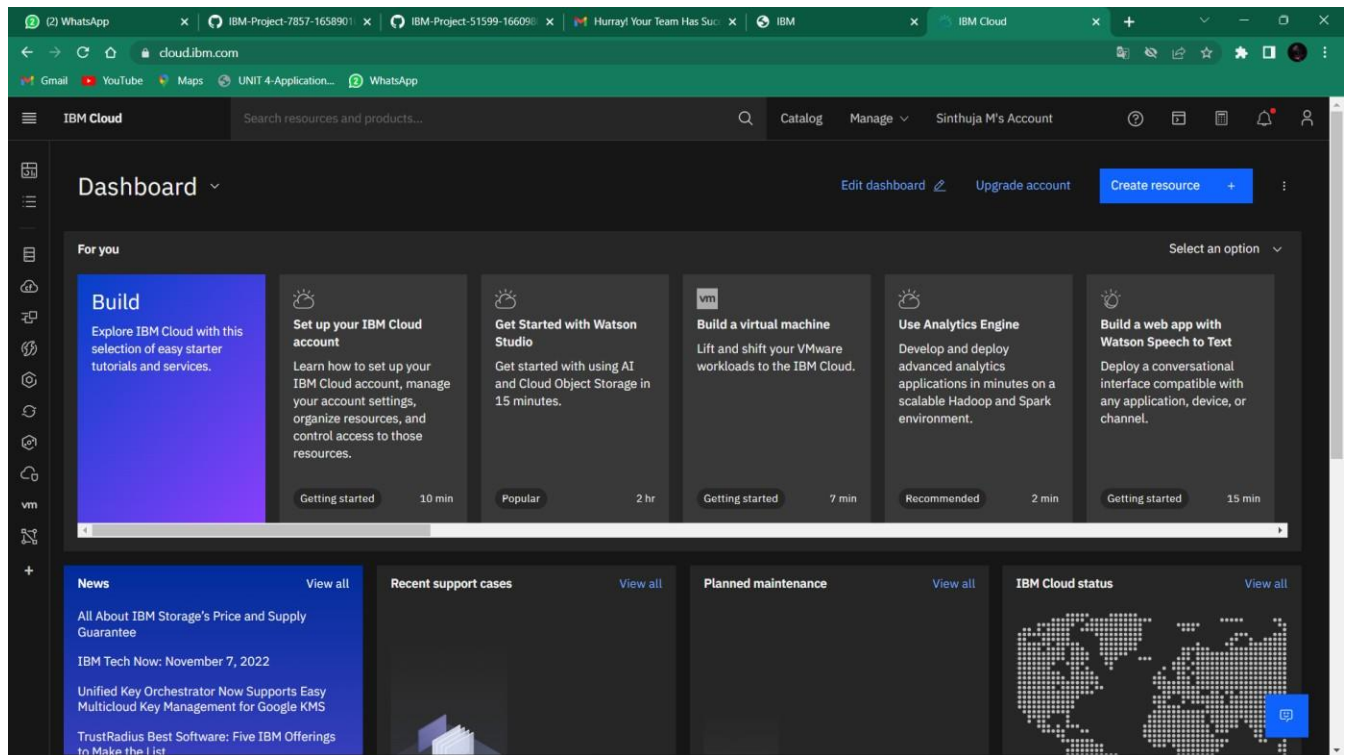 (2) WhatsApp
IBM-Project-7857-1658901
IBM-Project-51599-166098
Hurray! Your Team Has Suc
IBM
IBM Cloud
cloud.ibm.com
Gmail
YouTube
Maps
UNIT 4-Application...
WhatsApp
IBM Cloud
Search resources and products...
Catalog
Manage
Sinthuja M's Account
Dashboard
Edit dashboard
Upgrade account
Create resource +
For you
Select an option
Build
Explore IBM Cloud with this
selection of easy starter
tutorials and services.
Set up your IBM Cloud
account
Learn how to set up your
IBM Cloud account, manage
your account settings,
organize resources, and
control access to those
resources.
Getting started
10 min
Get Started with Watson
Studio
Get started with using AI
and Cloud Object Storage in
15 minutes.
Popular
2 hr
vm
Build a virtual machine
Lift and shift your VMware
workloads to the IBM Cloud.
Getting started
7 min
Use Analytics Engine
Develop and deploy
advanced analytics
applications in minutes on a
scalable Hadoop and Spark
environment.
Recommended
2 min
Build a web app with
Watson Speech to Text
Deploy a conversational
interface compatible with
any application, device, or
channel.
Getting started
15 min
vm
News
View all
All About IBM Storage's Price and Supply
Guarantee
IBM Tech Now: November 7, 2022
Unified Key Orchestrator Now Supports Easy
Multicloud Key Management for Google KMS
TrustRadius Best Software: Five IBM Offerings
to Make the List
Recent support cases
View all
Planned maintenance
View all
IBM Cloud status
View all